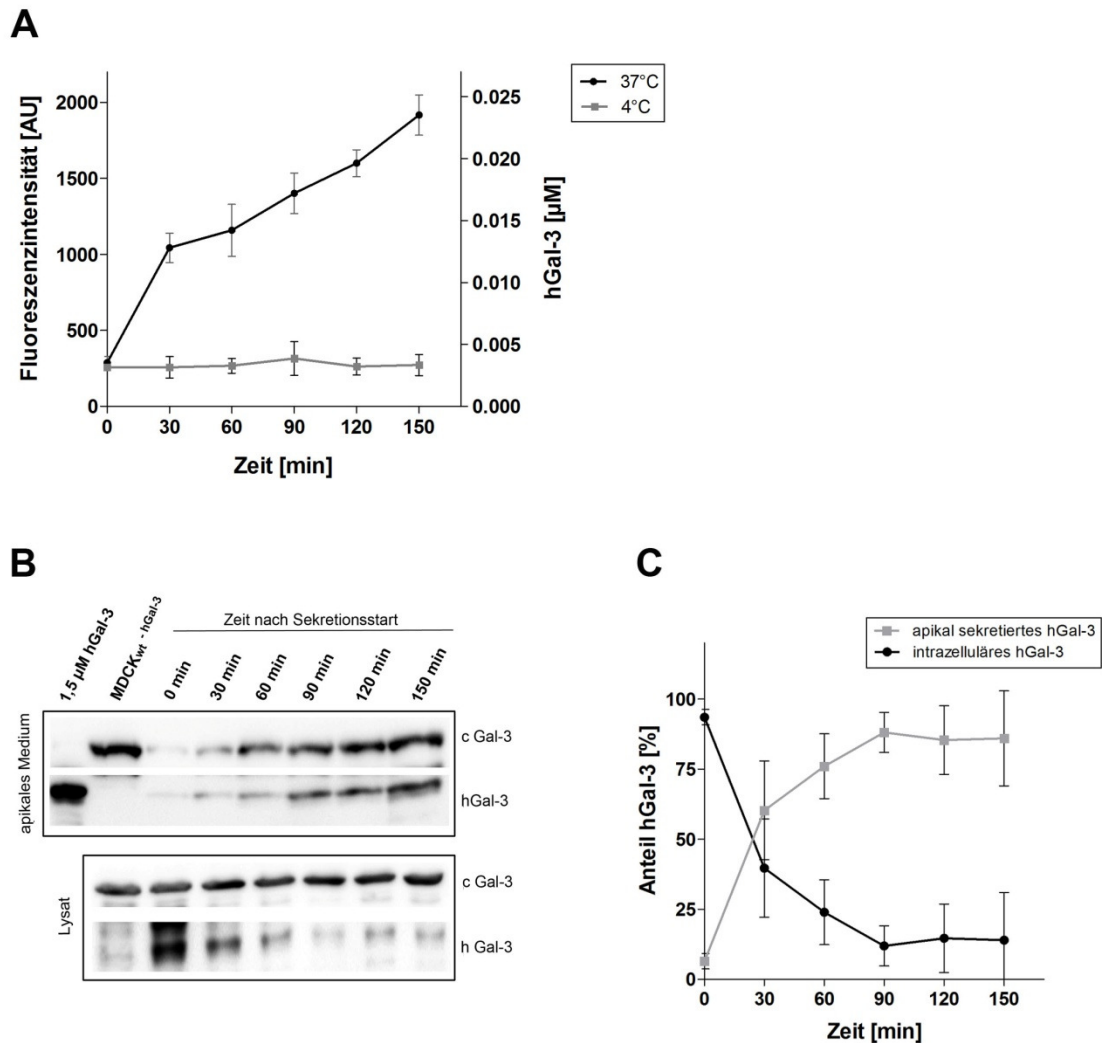 A
37°C
4°C
Fluoreszenzintensität [AU]
2000
1500
1000
500
0
hGal-3 [µM]
0.025
0.020
0.015
0.010
0.005
0.000
0 30 60 90 120 150
Zeit [min]
B
1,5 µM hGal-3
MDCKwt - hGal-3
Zeit nach Sekretionsstart
0 min
30 min
60 min
90 min
120 min
150 min
apikales Medium
c Gal-3
hGal-3
Lysat
c Gal-3
h Gal-3
C
apikal sekretiertes hGal-3
intrazelluläres hGal-3
Anteil hGal-3 [%]
100
75
50
25
0
0 30 60 90 120 150
Zeit [min]